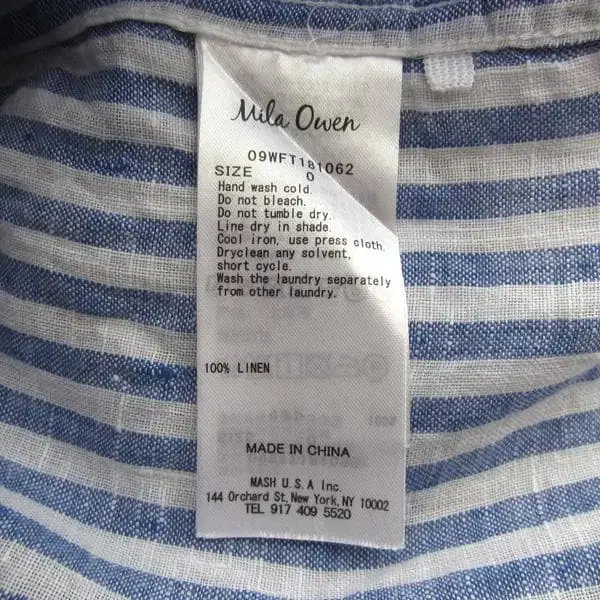 Mila Owen
09WFT181062
SIZE 0
Hand wash cold.
Do not bleach.
Do not tumble dry.
Line dry in shade.
Cool iron, use press cloth.
Dryclean any solvent,
short cycle.
Wash the laundry separately
from other laundry.
100% LINEN
MADE IN CHINA
MASH U.S.A Inc.
144 Orchard St, New York, NY 10002
TEL 917 409 5520